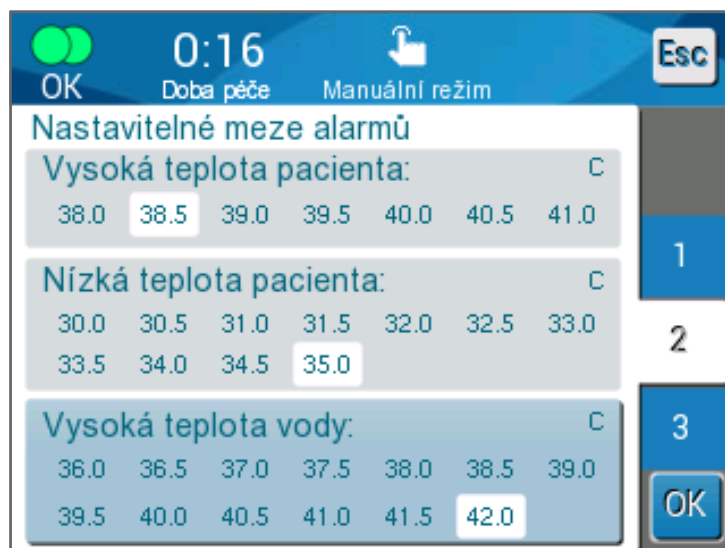 OK
0:16
Doba péče
Manuální režim
Esc
Nastavitelné meze alarmů
Vysoká teplota pacienta: C
38.0 38.5 39.0 39.5 40.0 40.5 41.0
Nízká teplota pacienta: C
30.0 30.5 31.0 31.5 32.0 32.5 33.0
33.5 34.0 34.5 35.0
Vysoká teplota vody: C
36.0 36.5 37.0 37.5 38.0 38.5 39.0
39.5 40.0 40.5 41.0 41.5 42.0
1
2
3
OK